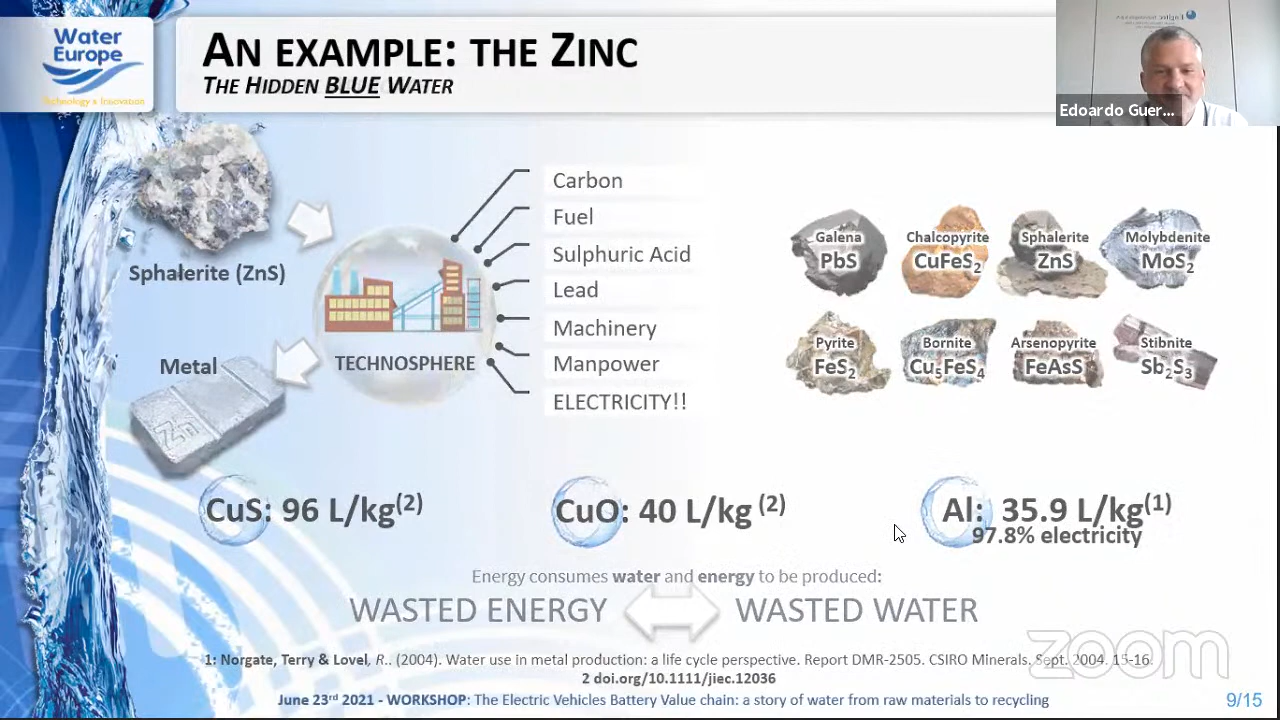 Water
Europe
Technology & Innovation
AN EXAMPLE: THE ZINC
THE HIDDEN BLUE WATER
Edoardo Guer...
Sphalerite (ZnS)
Metal
ZN
TECHNOSPHERE
Carbon
Fuel
Sulphuric Acid
Lead
Machinery
Manpower
ELECTRICITY!!
Galena
PbS
Chalcopyrite
CuFeS₂
Sphalerite
ZnS
Molybdenite
MoS₂
Pyrite
FeS₂
Bornite
Cu₅FeS₄
Arsenopyrite
FeAsS
Stibnite
Sb₂S₃
CuS: 96 L/kg⁽²⁾
CuO: 40 L/kg ⁽²⁾
Al: 35.9 L/kg⁽¹⁾
97.8% electricity
Energy consumes water and energy to be produced:
WASTED ENERGY WASTED WATER
1: Norgate, Terry & Lovel, R.. (2004). Water use in metal production: a life cycle perspective. Report DMR-2505. CSIRO Minerals. Sept. 2004. 15-16.
2 doi.org/10.1111/jiec.12036
zoom
June 23ʳᵈ 2021 - WORKSHOP: The Electric Vehicles Battery Value chain: a story of water from raw materials to recycling
9/15